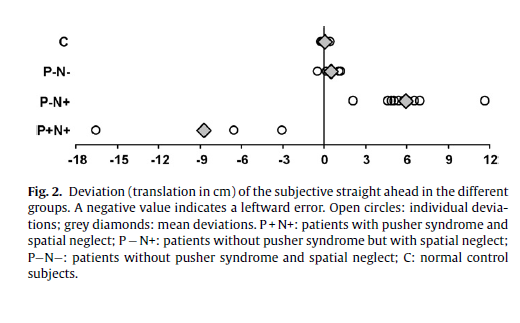 C
P-N-
P-N+
P+N+
-18 -15 -12 -9 -6 -3 0 3 6 9 12
Fig. 2. Deviation (translation in cm) of the subjective straight ahead in the different
groups. A negative value indicates a leftward error. Open circles: individual devia-
tions; grey diamonds: mean deviations. P+N+: patients with pusher syndrome and
spatial neglect; P – N+: patients without pusher syndrome but with spatial neglect;
P–N–: patients without pusher syndrome and spatial neglect; C: normal control
subjects.